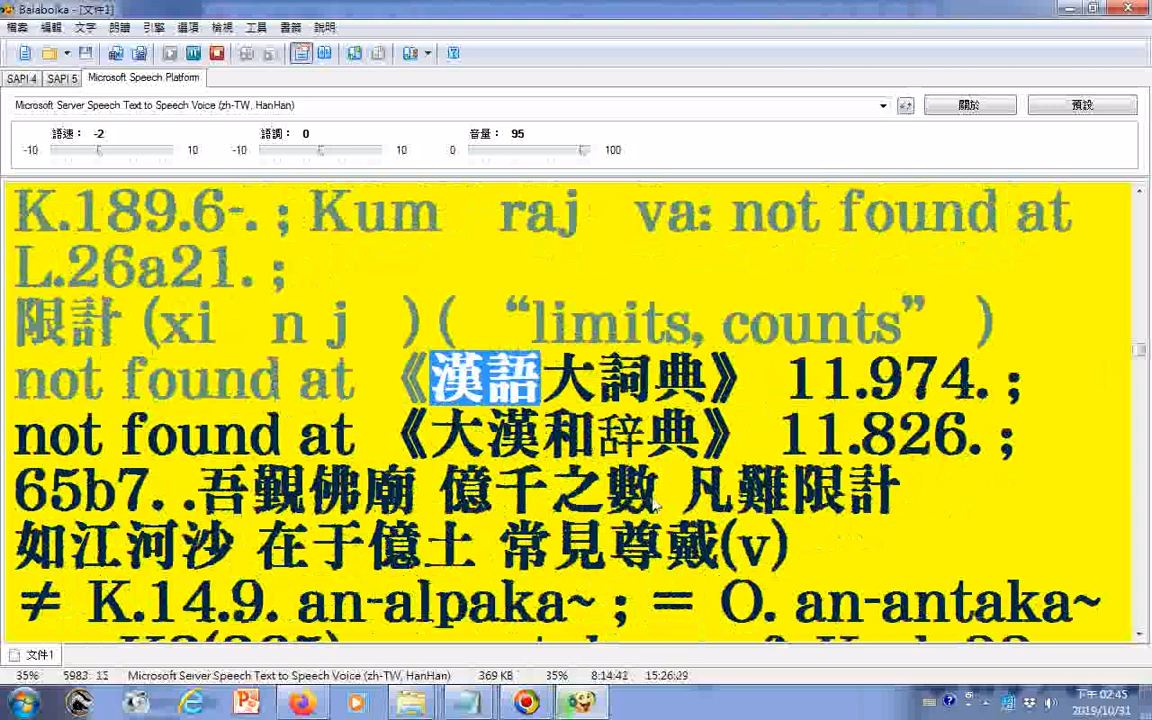 Balabolka - [文件1]
檔案 編輯 文字 朗讀 引擎 選項 檢視 工具 書籤 說明
SAPI 4 SAPI 5 Microsoft Speech Platform
Microsoft Server Speech Text to Speech Voice (zh-TW, HanHan) 關於 預設
語速： -2 語調： 0 音量： 95
-10 10 -10 10 0 100
K.189.6-. ; Kum raj va: not found at
L.26a21. ;
限計 (xi n j )( “limits, counts” )
not found at 《漢語大詞典》 11.974. ;
not found at 《大漢和辞典》 11.826. ;
65b7. .吾覲佛廟 億千之數 凡難限計
如江河沙 在于億土 常見尊戴(v)
≠ K.14.9. an-alpaka~ ; = O. an-antaka~
文件1
35% 5983: 13 Microsoft Server Speech Text to Speech Voice (zh-TW, HanHan) 369 KB 35% 8:14:42 15:26:29
下午 02:45
2019/10/31